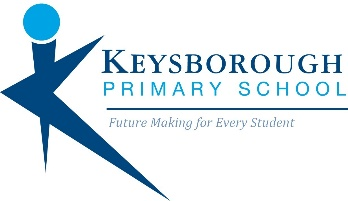 KEYSBOROUGH
PRIMARY SCHOOL
Future Making for Every Student